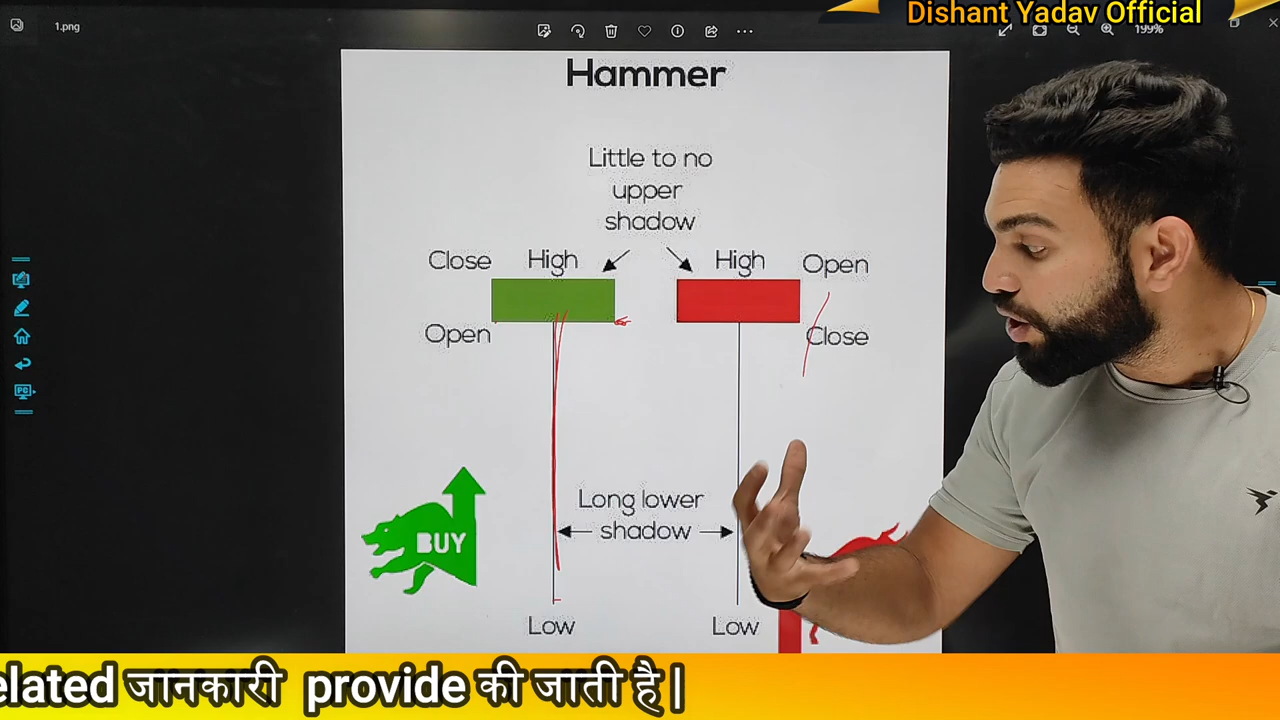 Dishant Yadav Official
1.png
199%
Hammer
Little to no
upper
shadow
Close High High Open
Open Close
BUY
Long lower
shadow
Low Low
elated जानकारी provide की जाती है |